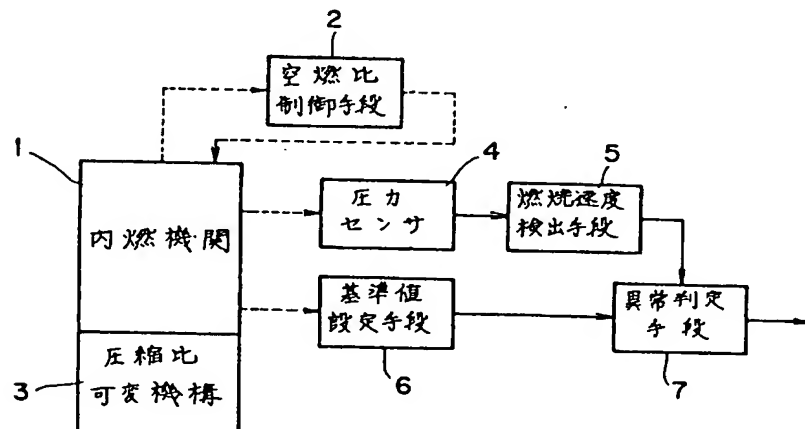 2
空燃比
制御手段
1
4
5
圧力
センサ
燃焼速度
検出手段
内燃機関
基準値
設定手段
異常判定
手段
6
7
3
圧縮比
可変機構